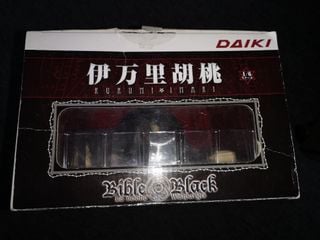 DAIKI
伊万里胡桃
KURUMI★IMARI
1/6
Bible Black